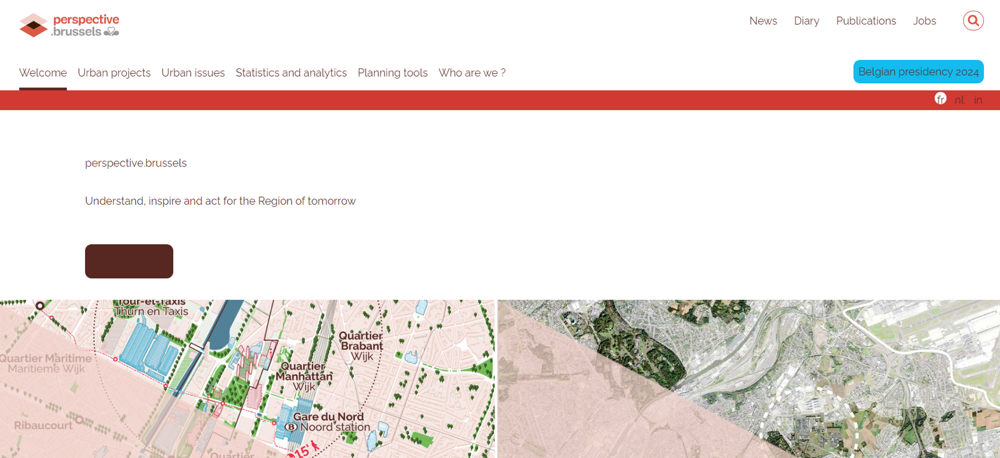 perspective
.brussels
News Diary Publications Jobs
Welcome Urban projects Urban issues Statistics and analytics Planning tools Who are we ?
Belgian presidency 2024
fr nl in
perspective.brussels
Understand, inspire and act for the Region of tomorrow
Tour-et-Taxis
Thurn en Taxis
Quartier
Brabant
Wijk
Quartier Maritime
Maritieme Wijk
Quartier
Manhattan
Wijk
Gare du Nord
B Noord station
Ribaucourt
15'
Quartier